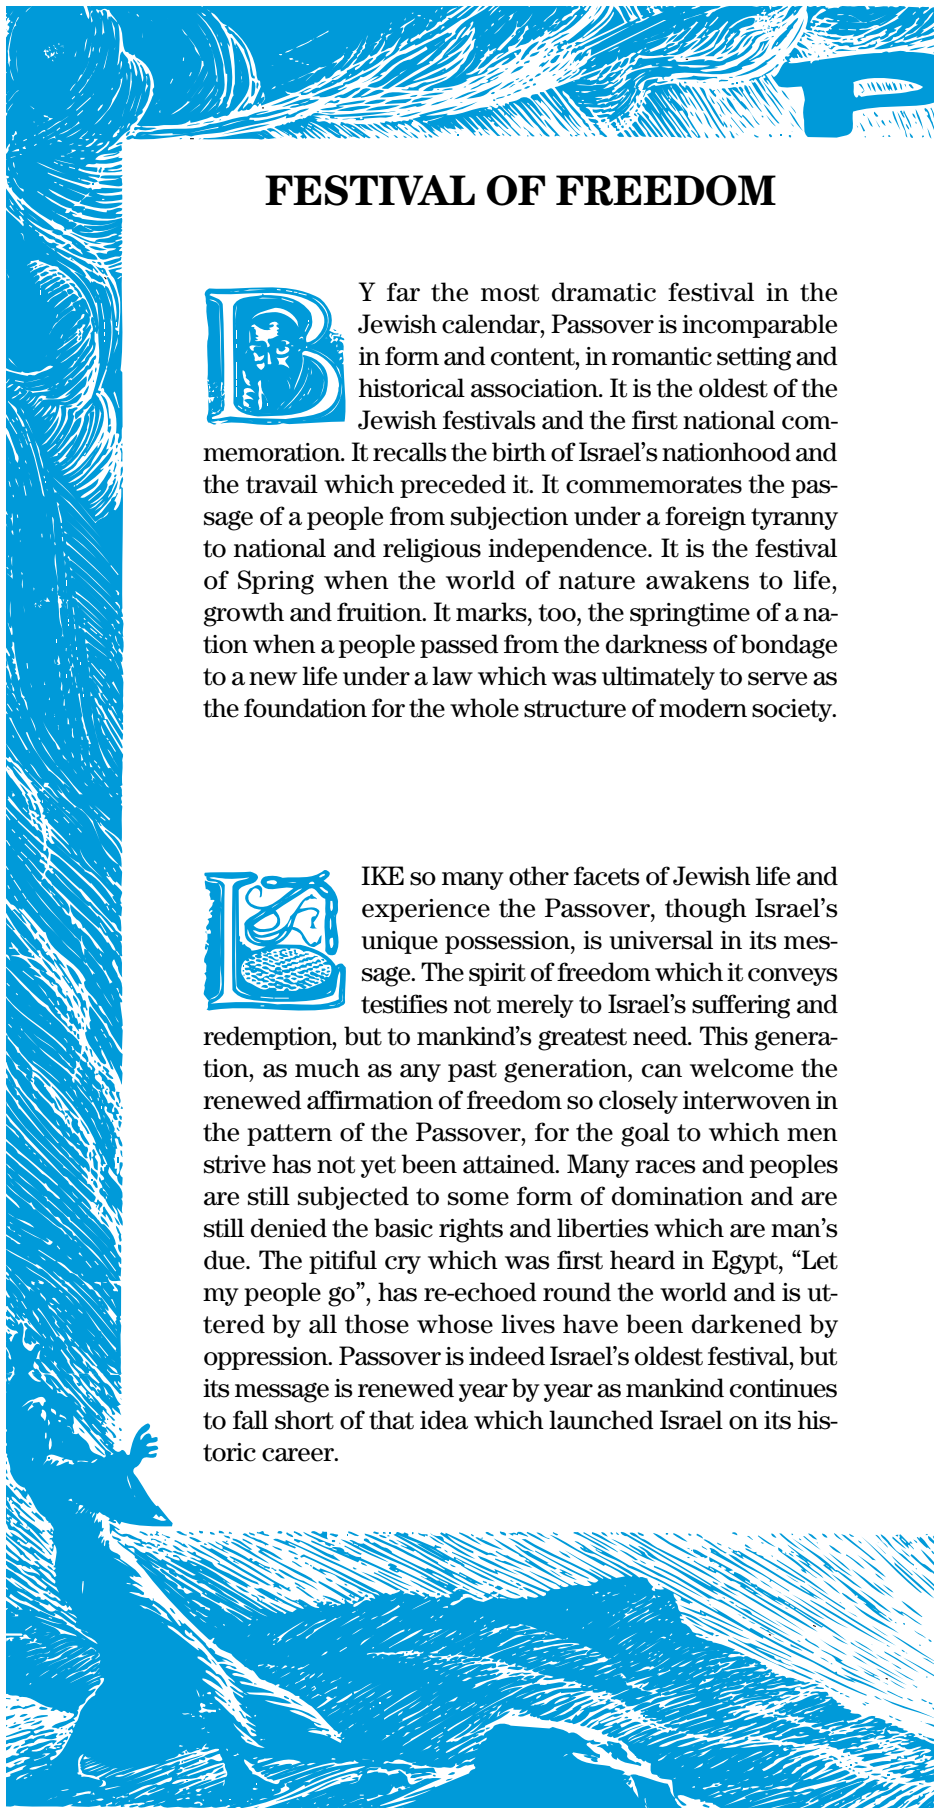 FESTIVAL OF FREEDOM
BY far the most dramatic festival in the
Jewish calendar, Passover is incomparable
in form and content, in romantic setting and
historical association. It is the oldest of the
Jewish festivals and the first national com-
memoration. It recalls the birth of Israel's nationhood and
the travail which preceded it. It commemorates the pas-
sage of a people from subjection under a foreign tyranny
to national and religious independence. It is the festival
of Spring when the world of nature awakens to life,
growth and fruition. It marks, too, the springtime of a na-
tion when a people passed from the darkness of bondage
to a new life under a law which was ultimately to serve as
the foundation for the whole structure of modern society.
LIKE so many other facets of Jewish life and
experience the Passover, though Israel's
unique possession, is universal in its mes-
sage. The spirit of freedom which it conveys
testifies not merely to Israel's suffering and
redemption, but to mankind's greatest need. This genera-
tion, as much as any past generation, can welcome the
renewed affirmation of freedom so closely interwoven in
the pattern of the Passover, for the goal to which men
strive has not yet been attained. Many races and peoples
are still subjected to some form of domination and are
still denied the basic rights and liberties which are man's
due. The pitiful cry which was first heard in Egypt, “Let
my people go”, has re-echoed round the world and is ut-
tered by all those whose lives have been darkened by
oppression. Passover is indeed Israel's oldest festival, but
its message is renewed year by year as mankind continues
to fall short of that idea which launched Israel on its his-
toric career.